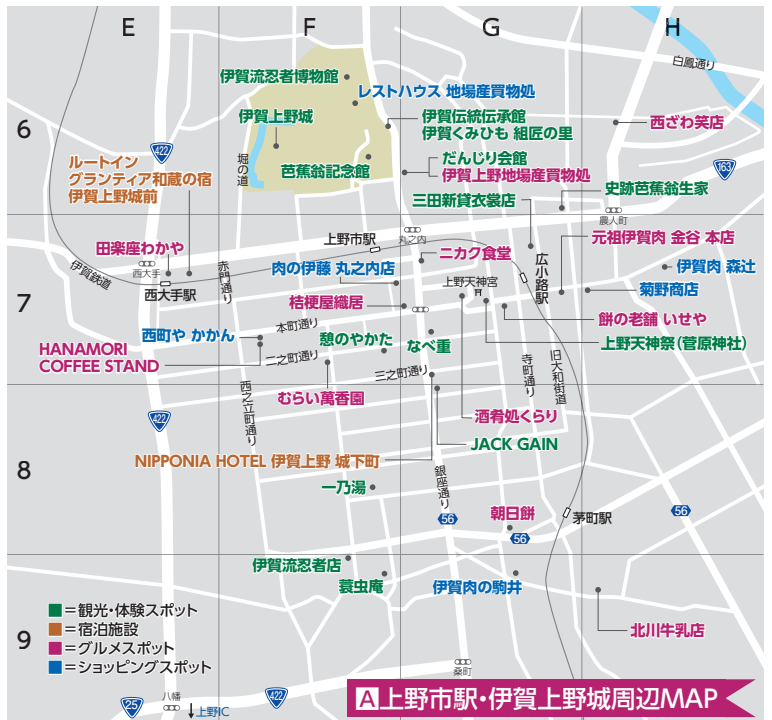 E
F
G
H
6
7
8
9
白鳳通り
伊賀流忍者博物館
レストハウス 地場産買物処
伊賀上野城
伊賀伝統伝承館
伊賀くみひも 組匠の里
西ざわ笑店
422
堀の道
芭蕉翁記念館
だんじり会館
伊賀上野地場産買物処
163
ルートイン
グランティア和蔵の宿
伊賀上野城前
三田新貸衣裳店
史跡芭蕉翁生家
農人町
田楽座わかや
上野市駅
丸之内
元祖伊賀肉 金谷 本店
伊賀鉄道
西大手
赤門通り
肉の伊藤 丸之内店
ニカク食堂
広小路駅
伊賀肉 森辻
西大手駅
上野天神宮
菊野商店
桔梗屋織居
餅の老舗 いせや
本町通り
西町や かかん
憩のやかた
なべ重
上野天神祭(菅原神社)
HANAMORI
COFFEE STAND
二之町通り
三之町通り
寺町通り
旧大和街道
むらい萬香園
西之立町通り
422
酒肴処くらり
JACK GAIN
NIPPONIA HOTEL 伊賀上野 城下町
銀座通り
一乃湯
朝日餅
56
56
56
茅町駅
伊賀流忍者店
蓑虫庵
伊賀肉の駒井
北川牛乳店
■=観光・体験スポット
■=宿泊施設
■=グルメスポット
■=ショッピングスポット
桑町
八幡
25
上野IC
422
A 上野市駅・伊賀上野城周辺MAP